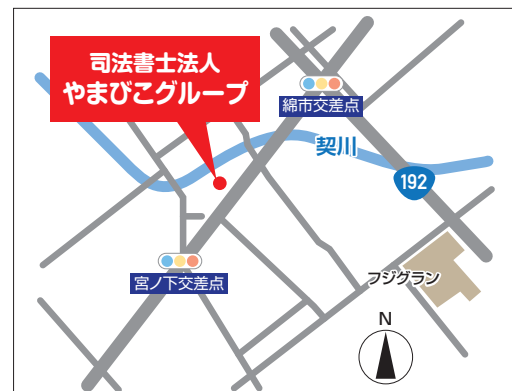 司法書士法人
やまびこグループ
綿市交差点
契川
192
宮ノ下交差点
フジグラン
N